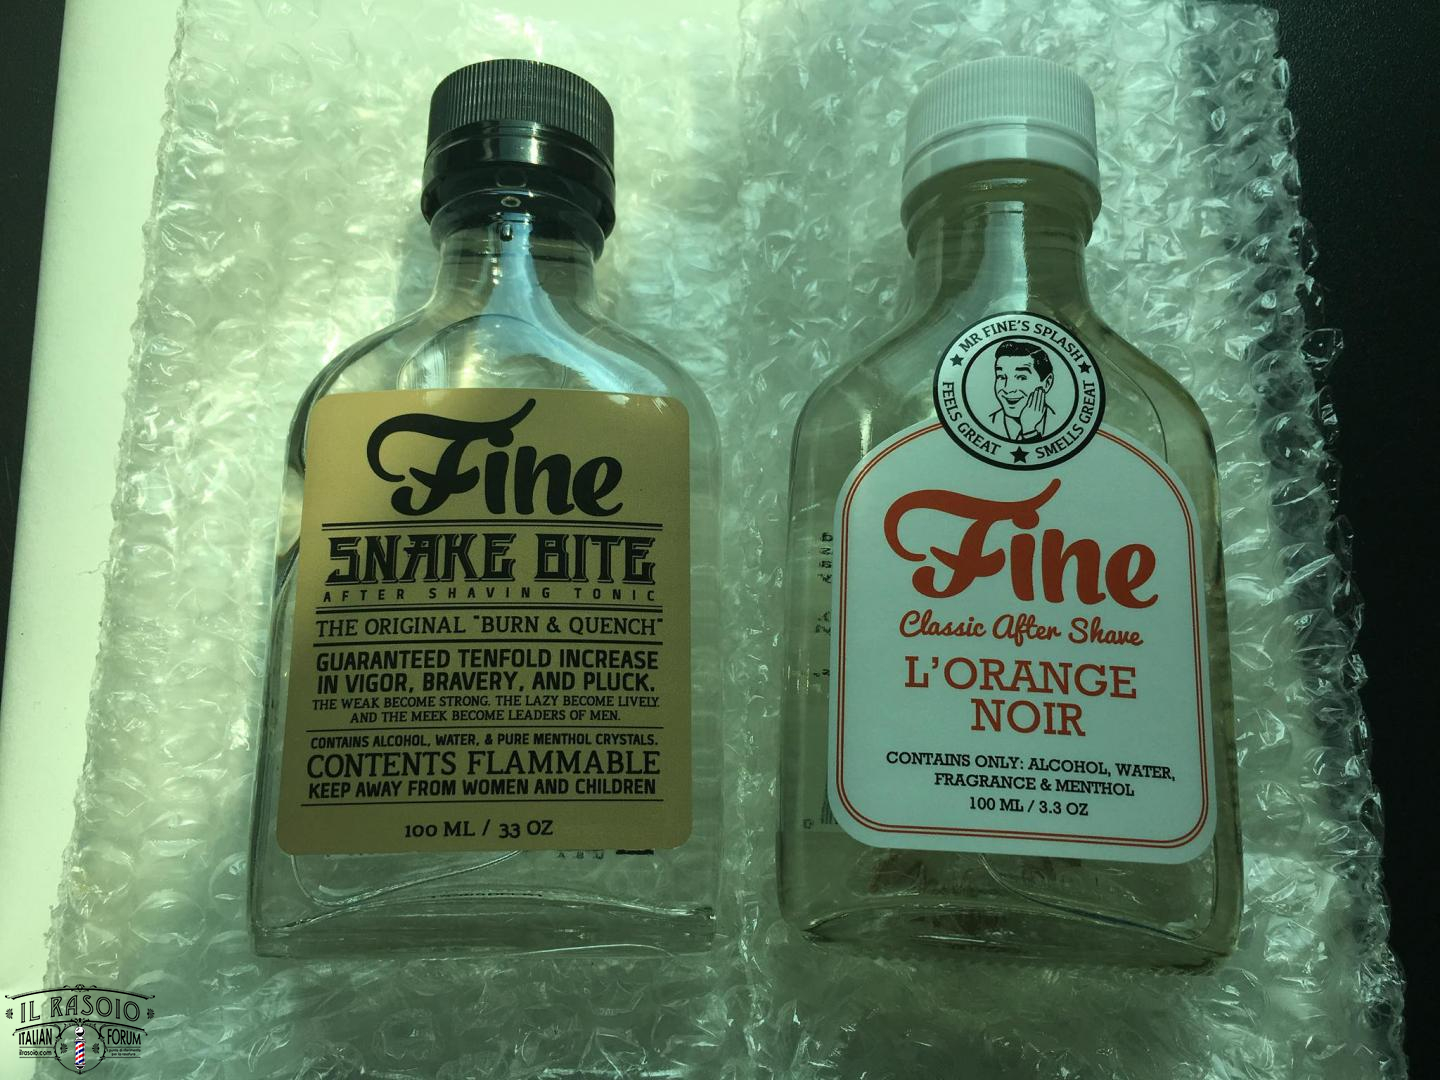 Fine
SNAKE BITE
AFTER SHAVING TONIC
THE ORIGINAL "BURN & QUENCH"
GUARANTEED TENFOLD INCREASE
IN VIGOR, BRAVERY, AND PLUCK.
THE WEAK BECOME STRONG. THE LAZY BECOME LIVELY.
AND THE MEEK BECOME LEADERS OF MEN.
CONTAINS ALCOHOL, WATER, & PURE MENTHOL CRYSTALS.
CONTENTS FLAMMABLE
KEEP AWAY FROM WOMEN AND CHILDREN
100 ML / 33 OZ
MR FINE'S SPLASH
FEELS GREAT ★ SMELLS GREAT
Fine
Classic After Shave
L'ORANGE
NOIR
CONTAINS ONLY: ALCOHOL, WATER,
FRAGRANCE & MENTHOL
100 ML / 3.3 OZ
IL RASOIO
ITALIAN FORUM
ilrasoio.com